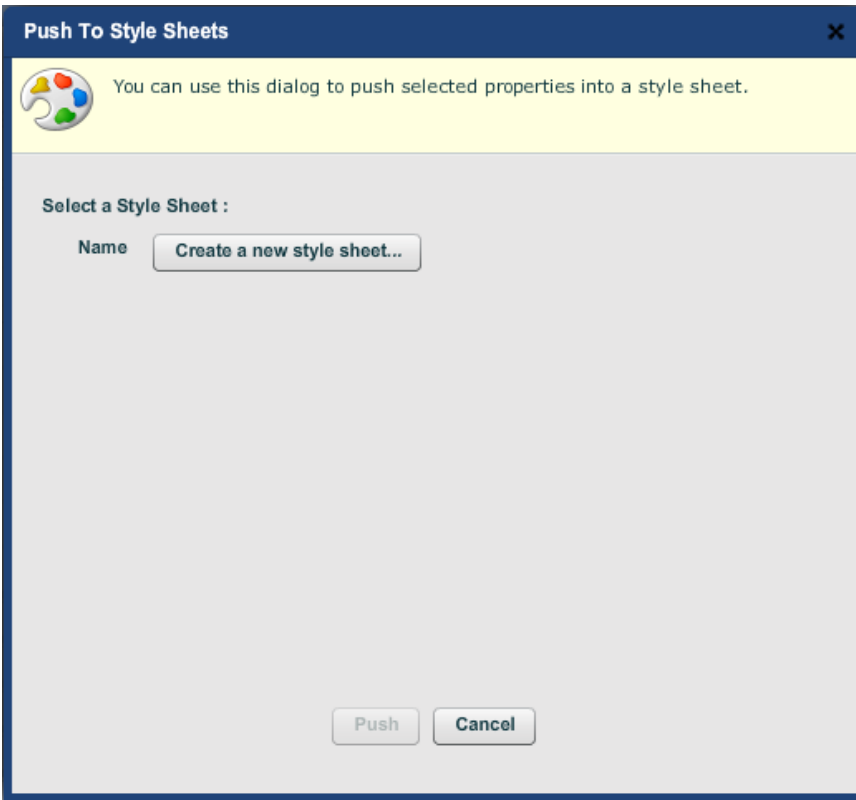 Push To Style Sheets
You can use this dialog to push selected properties into a style sheet.
Select a Style Sheet :
Name Create a new style sheet...
Push Cancel